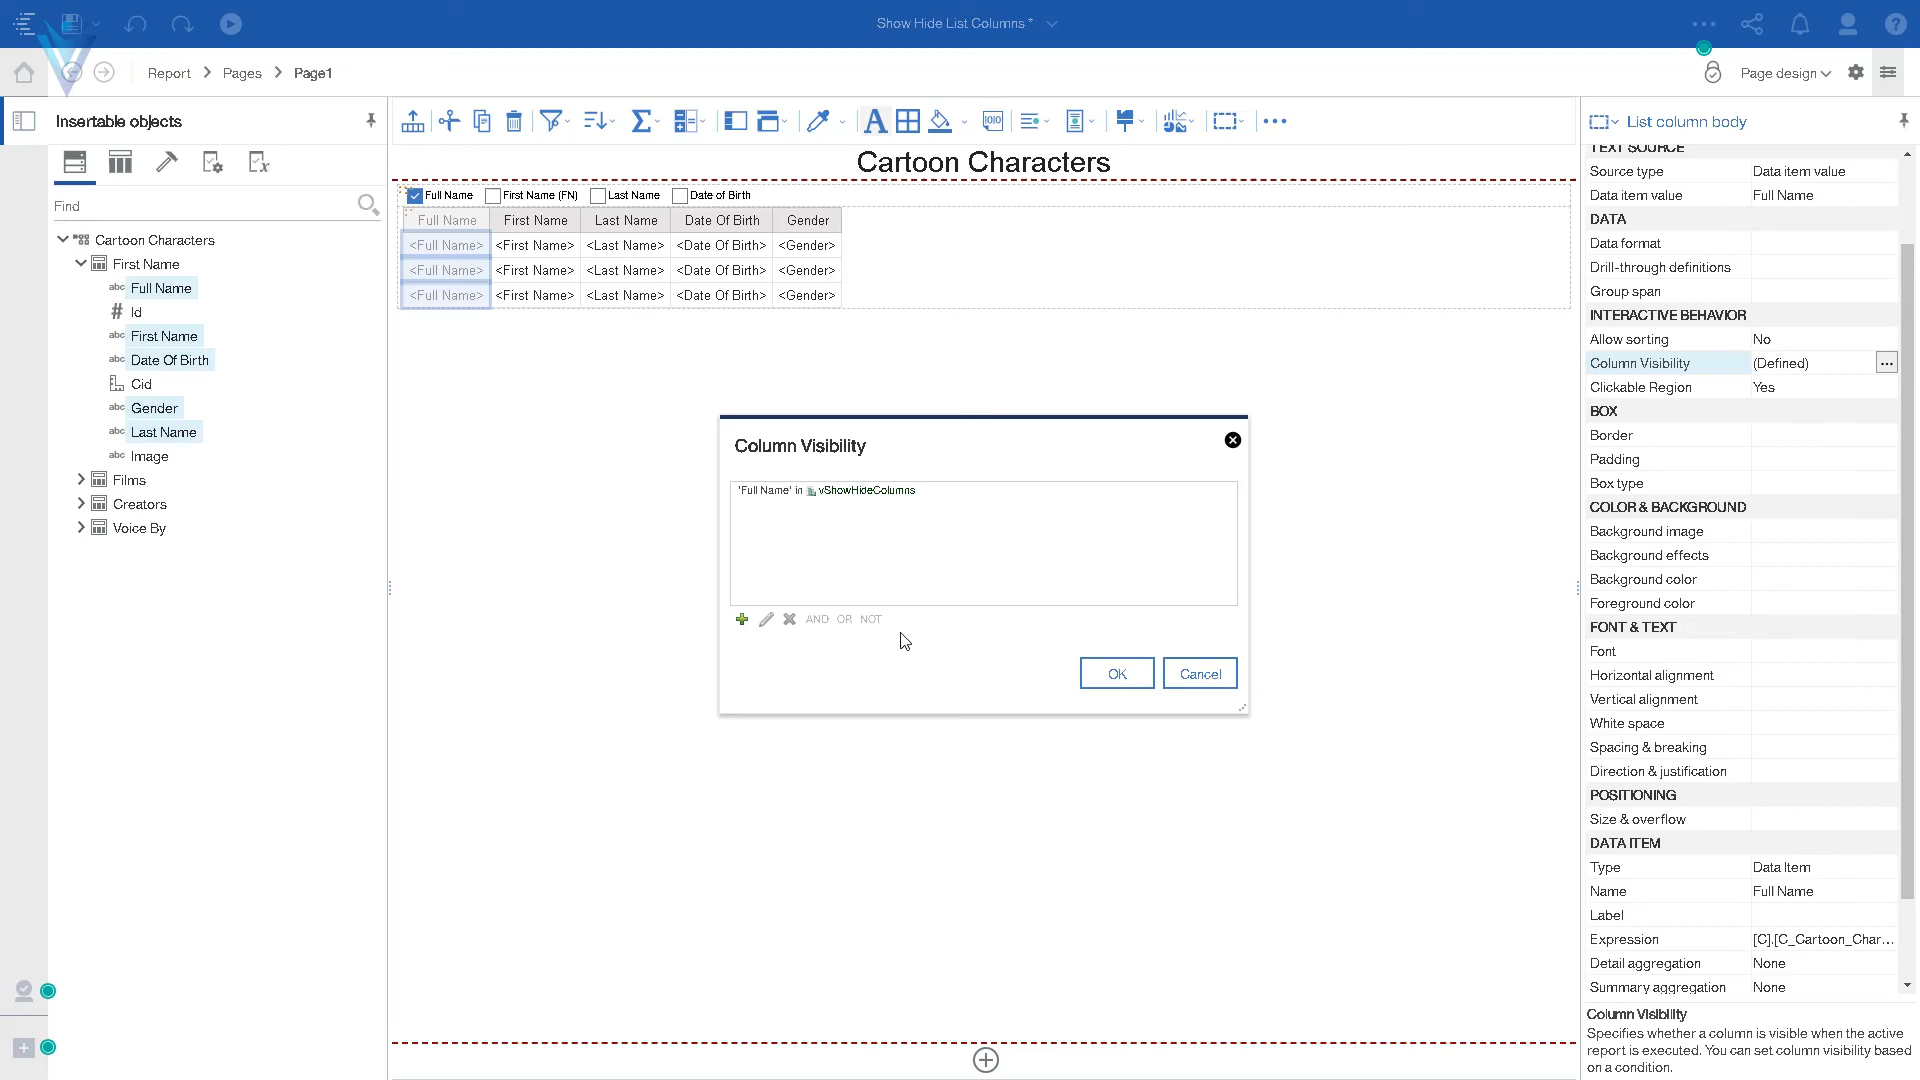 Show Hide List Columns *
Report > Pages > Page1
Page design
Insertable objects
Find
Cartoon Characters
First Name
abc Full Name
# Id
abc First Name
abc Date Of Birth
Cid
abc Gender
abc Last Name
abc Image
Films
Creators
Voice By
Cartoon Characters
Full Name First Name (FN) Last Name Date of Birth
Full Name First Name Last Name Date Of Birth Gender
<Full Name> <First Name> <Last Name> <Date Of Birth> <Gender>
<Full Name> <First Name> <Last Name> <Date Of Birth> <Gender>
<Full Name> <First Name> <Last Name> <Date Of Birth> <Gender>
Column Visibility
'Full Name' in vShowHideColumns
AND OR NOT
OK Cancel
List column body
TEXT SOURCE
Source type Data item value
Data item value Full Name
DATA
Data format
Drill-through definitions
Group span
INTERACTIVE BEHAVIOR
Allow sorting No
Column Visibility (Defined) ...
Clickable Region Yes
BOX
Border
Padding
Box type
COLOR & BACKGROUND
Background image
Background effects
Background color
Foreground color
FONT & TEXT
Font
Horizontal alignment
Vertical alignment
White space
Spacing & breaking
Direction & justification
POSITIONING
Size & overflow
DATA ITEM
Type Data Item
Name Full Name
Label
Expression [C].[C_Cartoon_Char...
Detail aggregation None
Summary aggregation None
Column Visibility
Specifies whether a column is visible when the active
report is executed. You can set column visibility based
on a condition.